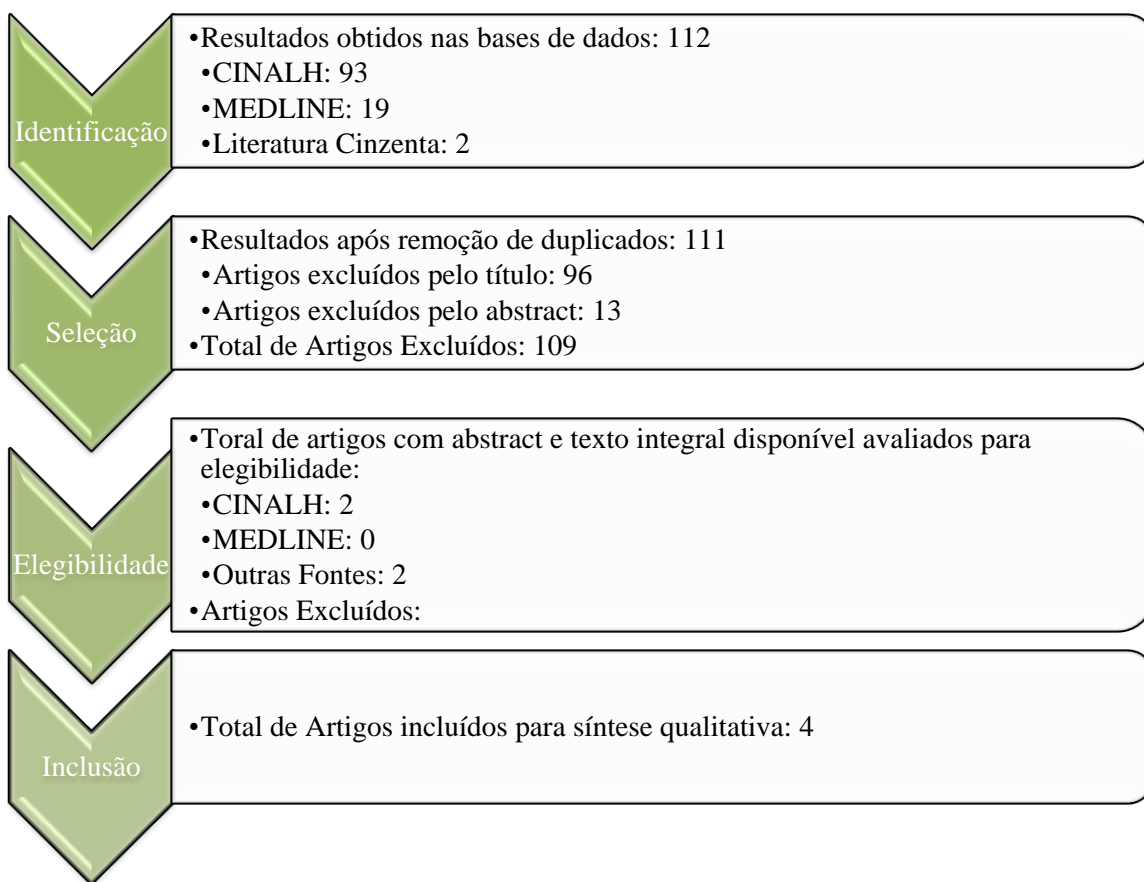 Identificação
•Resultados obtidos nas bases de dados: 112
•CINALH: 93
•MEDLINE: 19
•Literatura Cinzenta: 2
Seleção
•Resultados após remoção de duplicados: 111
•Artigos excluídos pelo título: 96
•Artigos excluídos pelo abstract: 13
•Total de Artigos Excluídos: 109
Elegibilidade
•Toral de artigos com abstract e texto integral disponível avaliados para
elegibilidade:
•CINALH: 2
•MEDLINE: 0
•Outras Fontes: 2
•Artigos Excluídos:
Inclusão
•Total de Artigos incluídos para síntese qualitativa: 4